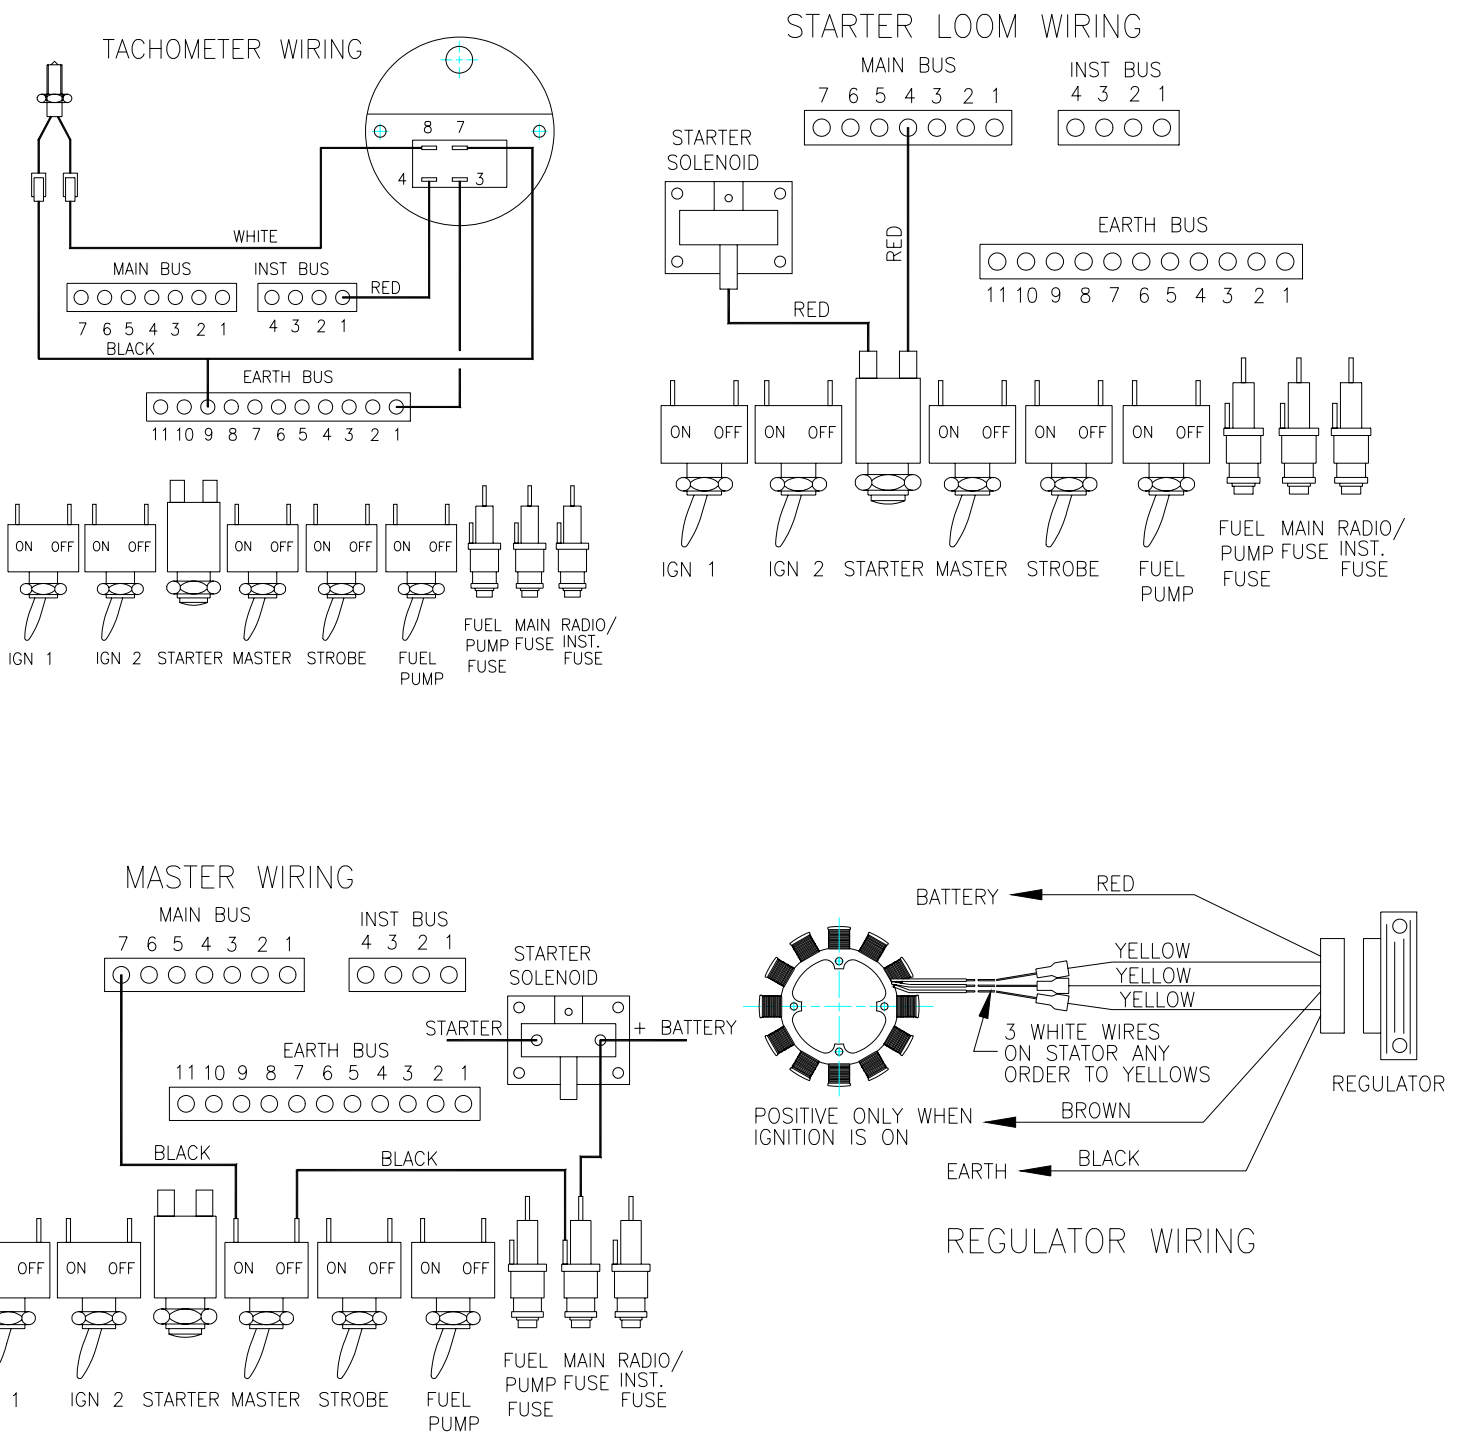 TACHOMETER WIRING
8 7
4 3
WHITE
MAIN BUS INST BUS
RED
7 6 5 4 3 2 1 4 3 2 1
BLACK
EARTH BUS
11 10 9 8 7 6 5 4 3 2 1
ON OFF ON OFF ON OFF ON OFF ON OFF
IGN 1 IGN 2 STARTER MASTER STROBE
FUEL
PUMP
FUEL
PUMP
FUSE
MAIN
FUSE
RADIO/
INST.
FUSE
STARTER LOOM WIRING
MAIN BUS
7 6 5 4 3 2 1
INST BUS
4 3 2 1
STARTER
SOLENOID
RED
EARTH BUS
11 10 9 8 7 6 5 4 3 2 1
RED
ON OFF ON OFF ON OFF ON OFF ON OFF
IGN 1 IGN 2 STARTER MASTER STROBE
FUEL
PUMP
FUEL
PUMP
FUSE
MAIN
FUSE
RADIO/
INST.
FUSE
MASTER WIRING
MAIN BUS
7 6 5 4 3 2 1
INST BUS
4 3 2 1
STARTER
SOLENOID
STARTER
+ BATTERY
EARTH BUS
11 10 9 8 7 6 5 4 3 2 1
BLACK
BLACK
OFF ON OFF ON OFF ON OFF ON OFF
1 IGN 2 STARTER MASTER STROBE
FUEL
PUMP
FUEL
PUMP
FUSE
MAIN
FUSE
RADIO/
INST.
FUSE
BATTERY
RED
YELLOW
YELLOW
YELLOW
3 WHITE WIRES
ON STATOR ANY
ORDER TO YELLOWS
REGULATOR
POSITIVE ONLY WHEN
IGNITION IS ON
BROWN
EARTH
BLACK
REGULATOR WIRING